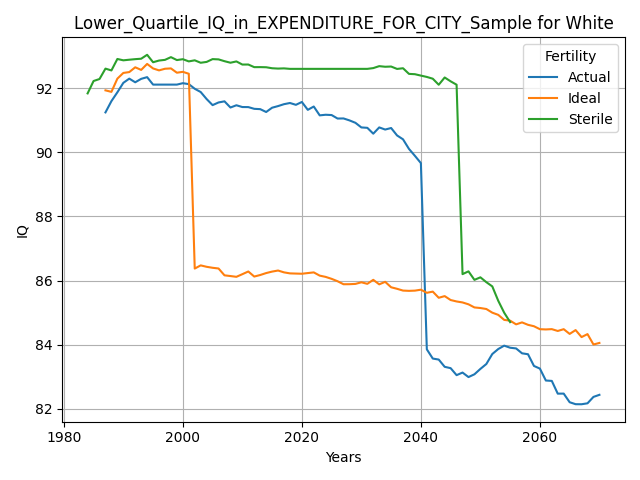 Lower_Quartile_IQ_in_EXPENDITURE_FOR_CITY_Sample for White
Fertility
Actual
Ideal
Sterile
IQ
92
90
88
86
84
82
1980
2000
2020
2040
2060
Years